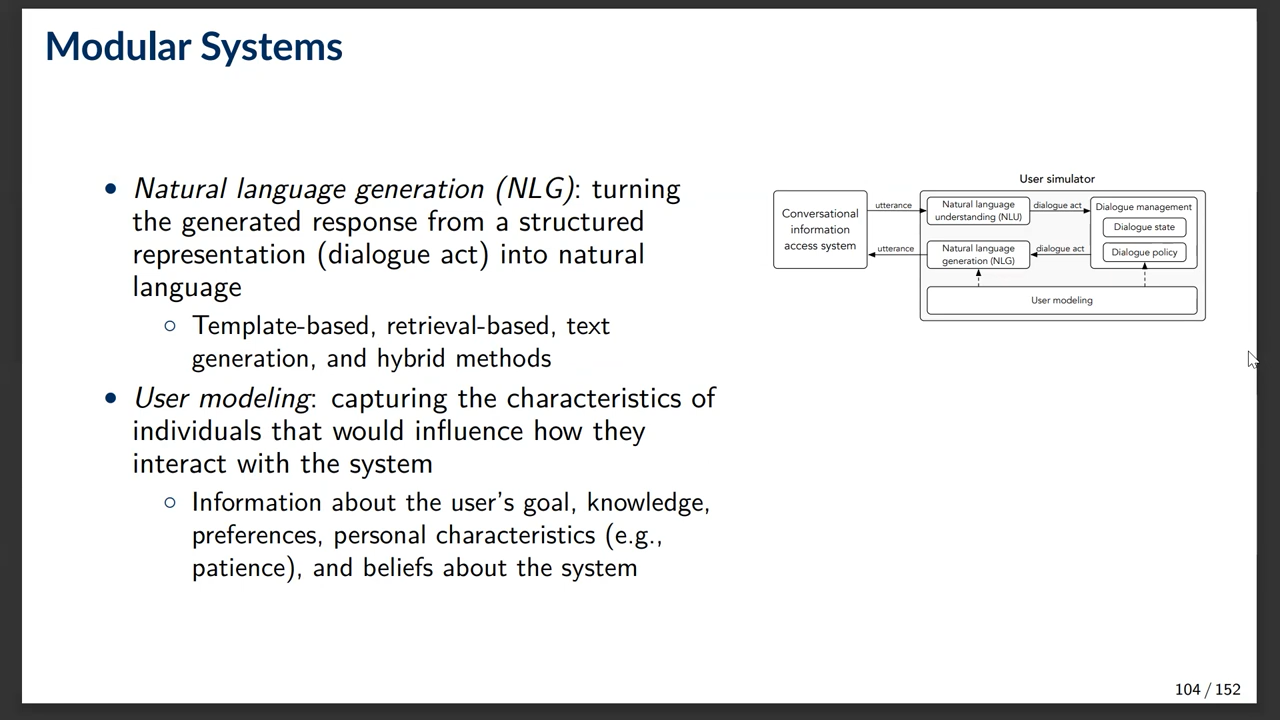 Modular Systems
• Natural language generation (NLG): turning
the generated response from a structured
representation (dialogue act) into natural
language
○ Template-based, retrieval-based, text
generation, and hybrid methods
• User modeling: capturing the characteristics of
individuals that would influence how they
interact with the system
○ Information about the user's goal, knowledge,
preferences, personal characteristics (e.g.,
patience), and beliefs about the system
User simulator
Conversational
information
access system
utterance
Natural language
understanding (NLU)
dialogue act
Dialogue management
Dialogue state
Dialogue policy
utterance
Natural language
generation (NLG)
dialogue act
User modeling
104 / 152